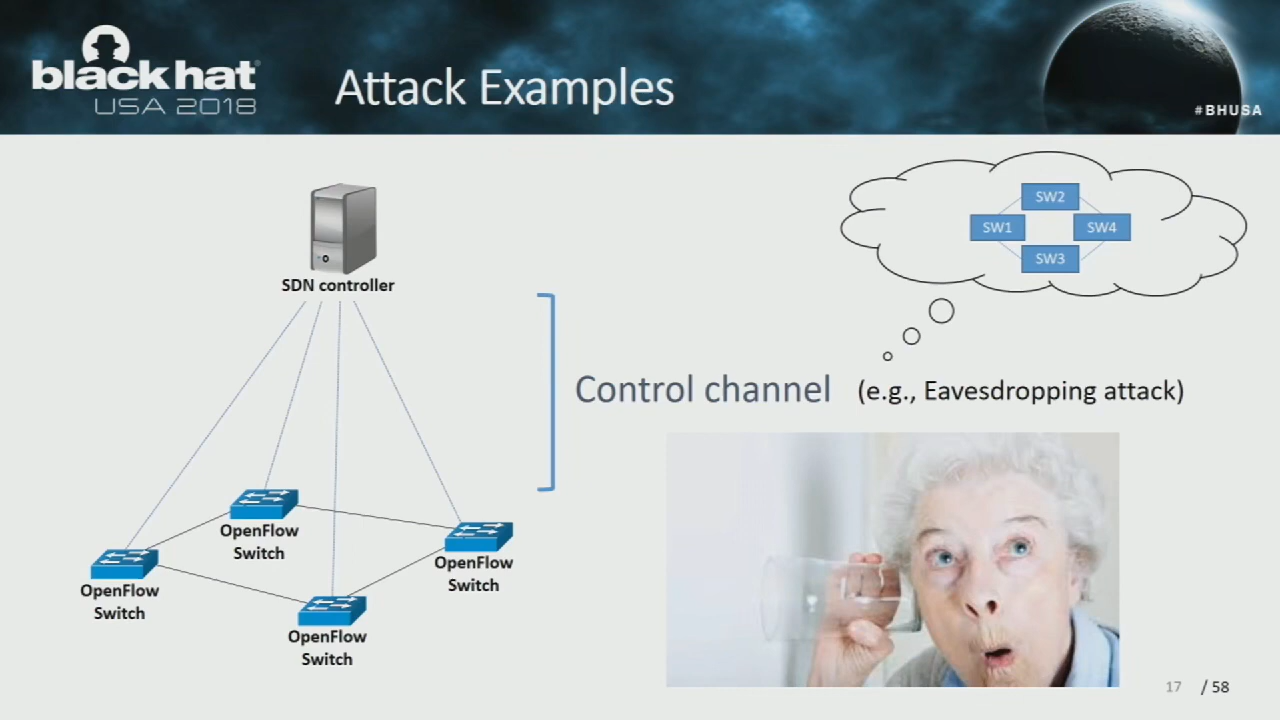 black hat
USA 2018
Attack Examples
#BHUSA
SW2
SW1
SW4
SW3
SDN controller
Control channel
(e.g., Eavesdropping attack)
OpenFlow
Switch
OpenFlow
Switch
OpenFlow
Switch
OpenFlow
Switch
17 / 58